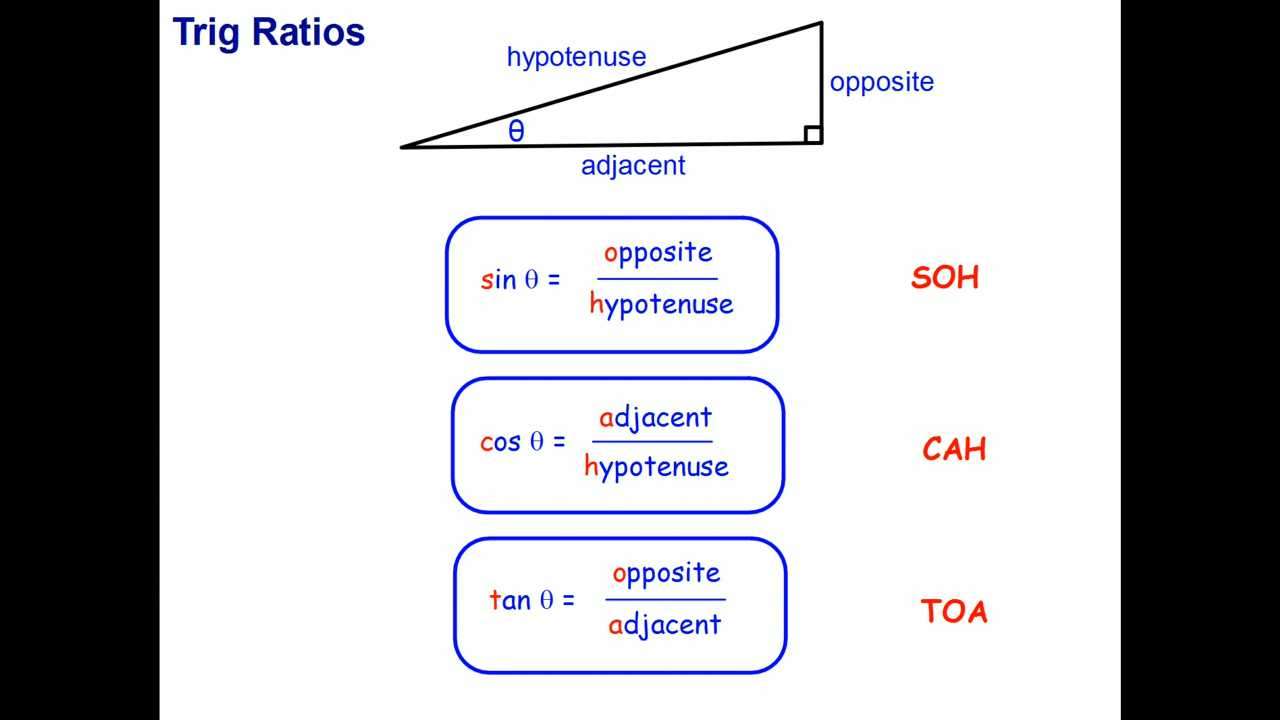 Trig Ratios
hypotenuse
opposite
θ
adjacent
opposite
sin θ =
hypotenuse
SOH
adjacent
cos θ =
hypotenuse
CAH
opposite
tan θ =
adjacent
TOA